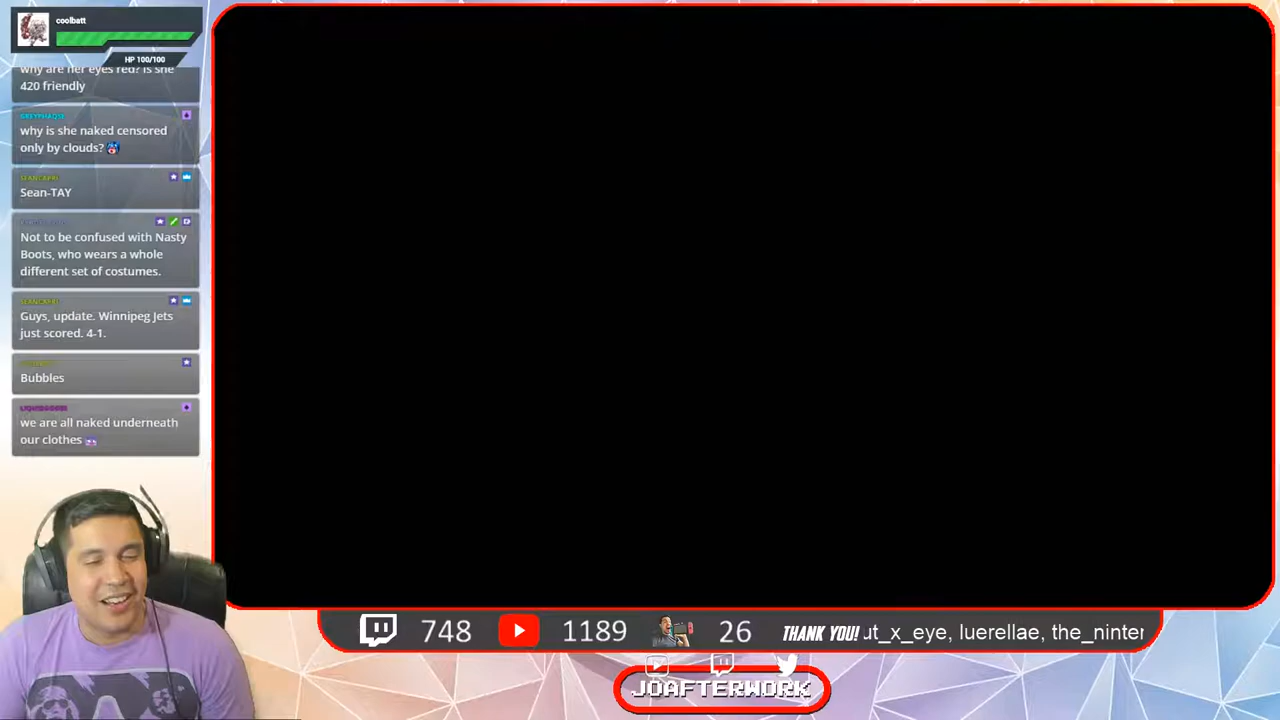 coolbatt
HP 100/100
why are her eyes red? is she
420 friendly
why is she naked censored
only by clouds?
SEANCAPRI
Sean-TAY
Not to be confused with Nasty
Boots, who wears a whole
different set of costumes.
SEANCAPRI
Guys, update. Winnipeg Jets
just scored. 4-1.
Bubbles
we are all naked underneath
our clothes
748 1189 26 THANK YOU! ut_x_eye, luerellae, the_ninter
JOAFTERWORK